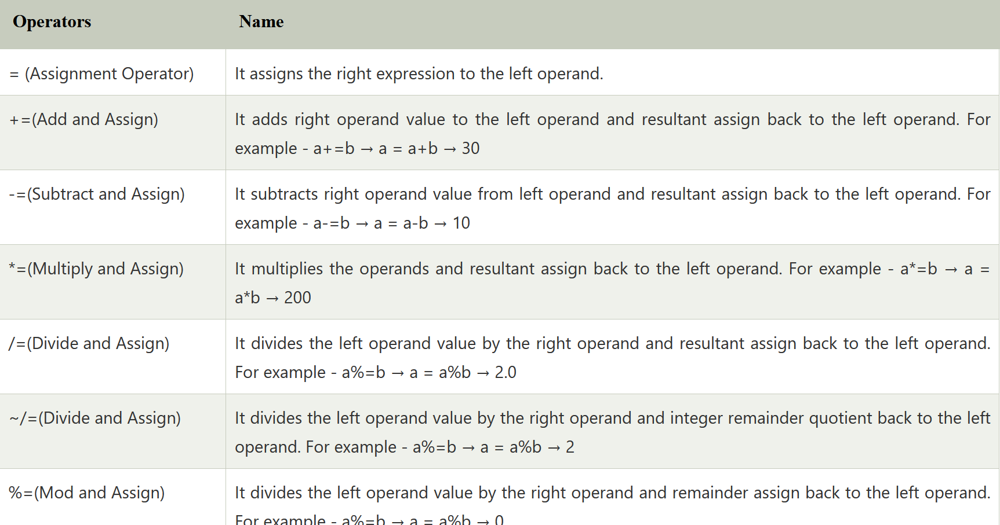 Operators Name
= (Assignment Operator) It assigns the right expression to the left operand.
+=(Add and Assign) It adds right operand value to the left operand and resultant assign back to the left operand. For
example - a+=b → a = a+b → 30
-=(Subtract and Assign) It subtracts right operand value from left operand and resultant assign back to the left operand. For
example - a-=b → a = a-b → 10
*=(Multiply and Assign) It multiplies the operands and resultant assign back to the left operand. For example - a*=b → a =
a*b → 200
/=(Divide and Assign) It divides the left operand value by the right operand and resultant assign back to the left operand.
For example - a%=b → a = a%b → 2.0
~/=(Divide and Assign) It divides the left operand value by the right operand and integer remainder quotient back to the left
operand. For example - a%=b → a = a%b → 2
%=(Mod and Assign) It divides the left operand value by the right operand and remainder assign back to the left operand.
For example - a%=b → a = a%b → 0